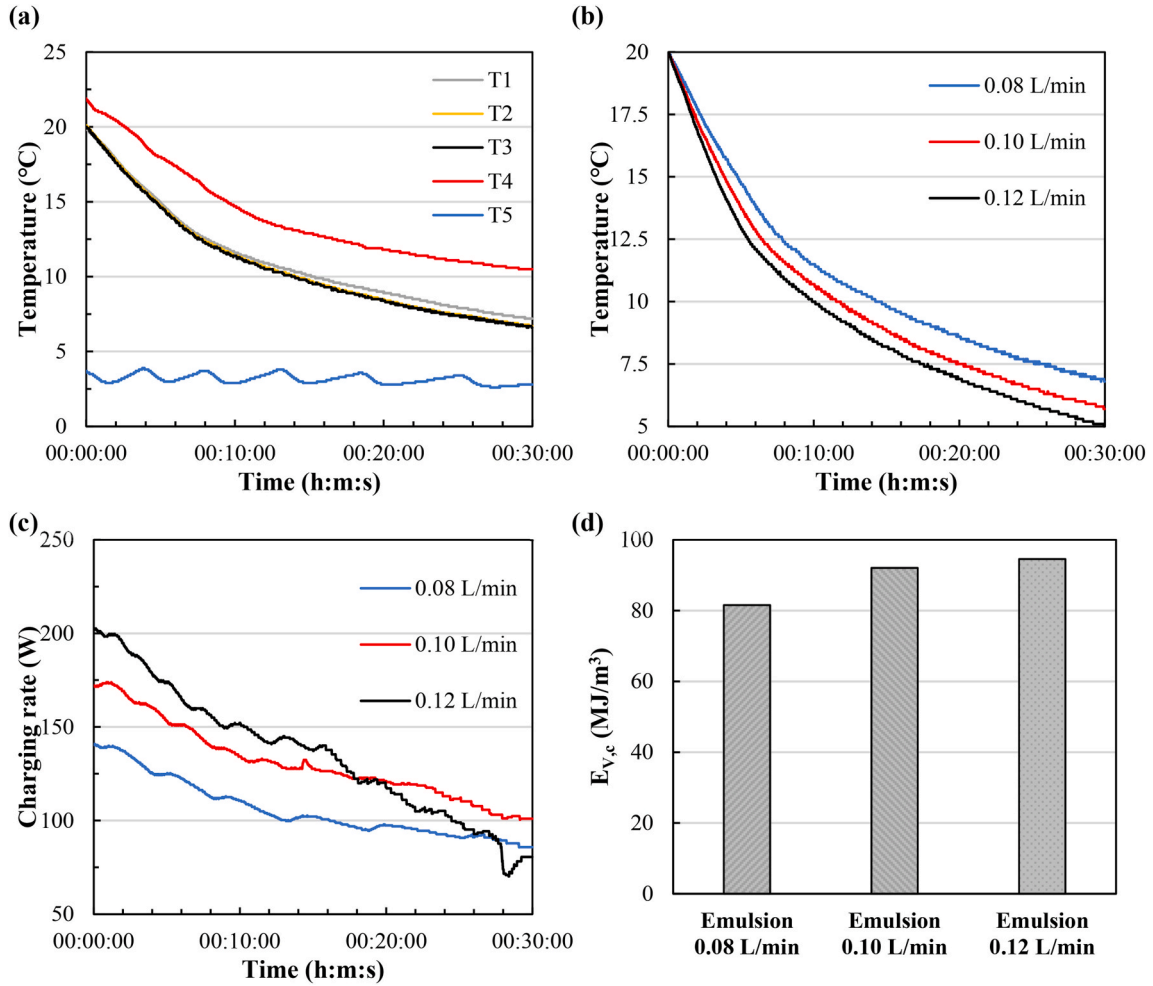 (a)
25
20
15
10
5
0
Temperature (°C)
T1
T2
T3
T4
T5
00:00:00 00:10:00 00:20:00 00:30:00
Time (h:m:s)
(b)
20
17.5
15
12.5
10
7.5
5
Temperature (°C)
0.08 L/min
0.10 L/min
0.12 L/min
00:00:00 00:10:00 00:20:00 00:30:00
Time (h:m:s)
(c)
250
200
150
100
50
Charging rate (W)
0.08 L/min
0.10 L/min
0.12 L/min
00:00:00 00:10:00 00:20:00 00:30:00
Time (h:m:s)
(d)
100
80
60
40
20
0
E_V,c (MJ/m³)
Emulsion Emulsion Emulsion
0.08 L/min 0.10 L/min 0.12 L/min